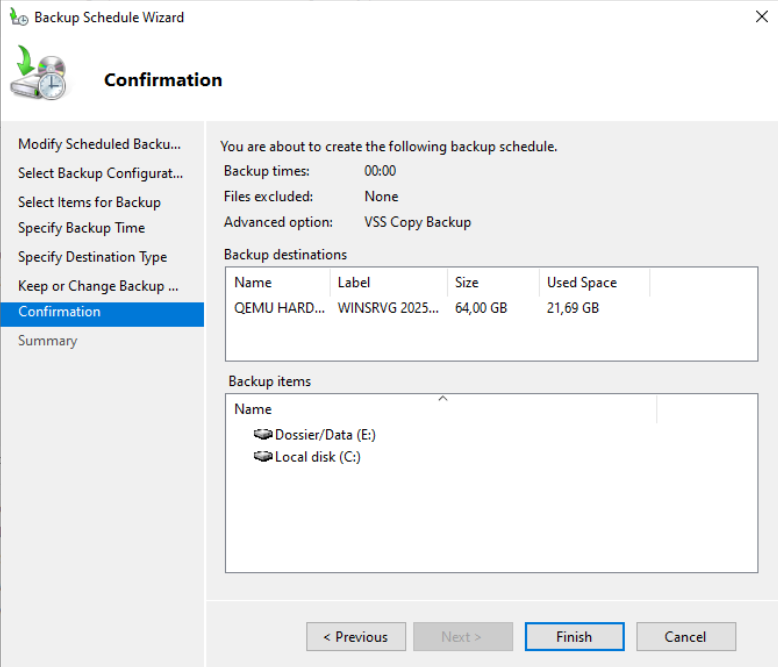 Backup Schedule Wizard
Confirmation
Modify Scheduled Backu...
Select Backup Configurat...
Select Items for Backup
Specify Backup Time
Specify Destination Type
Keep or Change Backup ...
Confirmation
Summary
You are about to create the following backup schedule.
Backup times: 00:00
Files excluded: None
Advanced option: VSS Copy Backup
Backup destinations
Name Label Size Used Space
QEMU HARD... WINSRVG 2025... 64,00 GB 21,69 GB
Backup items
Name
Dossier/Data (E:)
Local disk (C:)
< Previous Next > Finish Cancel